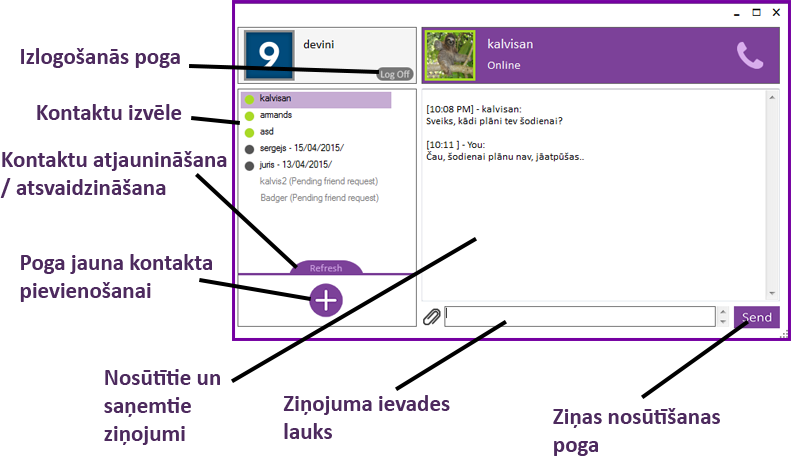 9
devini
Log Off
kalvisan
Online
Izlogošanās poga
Kontaktu izvēle
Kontaktu atjaunināšana
/ atsvaidzināšana
Poga jauna kontakta
pievienošanai
kalvisan
armands
asd
sergejs - 15/04/2015/
juris - 13/04/2015/
kalvis2 (Pending friend request)
Badger (Pending friend request)
Refresh
[10:08 PM] - kalvisan:
Sveiks, kādi plāni tev šodienai?
[10:11 ] - You:
Čau, šodienai plānu nav, jāatpūšas..
Send
Nosūtītie un
saņemtie
ziņojumi
Ziņojuma ievades
lauks
Ziņas nosūtīšanas
poga